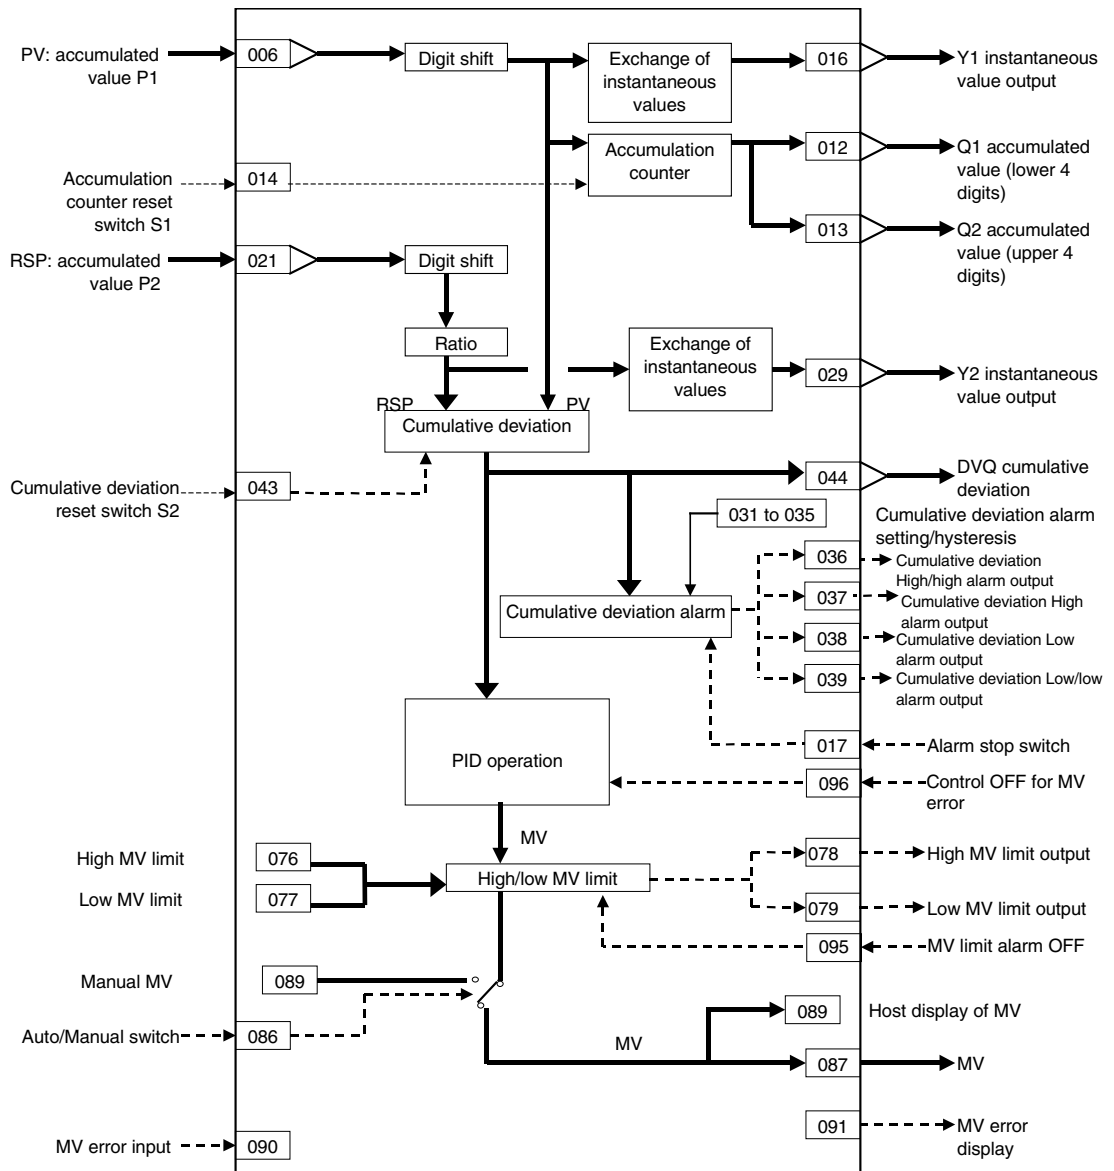 PV: accumulated
value P1
006
Digit shift
Exchange of
instantaneous
values
016
Y1 instantaneous
value output
Accumulation
counter reset
switch S1
014
Accumulation
counter
012
Q1 accumulated
value (lower 4
digits)
013
Q2 accumulated
value (upper 4
digits)
RSP: accumulated
value P2
021
Digit shift
Ratio
Exchange of
instantaneous
values
029
Y2 instantaneous
value output
RSP
PV
Cumulative deviation
Cumulative deviation
reset switch S2
043
044
DVQ cumulative
deviation
031 to 035
Cumulative deviation alarm
setting/hysteresis
036
Cumulative deviation
High/high alarm output
037
Cumulative deviation High
alarm output
Cumulative deviation alarm
038
Cumulative deviation Low
alarm output
039
Cumulative deviation Low/low
alarm output
017
Alarm stop switch
PID operation
096
Control OFF for MV
error
MV
High MV limit
076
Low MV limit
077
High/low MV limit
078
High MV limit output
079
Low MV limit output
095
MV limit alarm OFF
Manual MV
089
Auto/Manual switch
086
089
Host display of MV
MV
087
MV
MV error input
090
091
MV error
display